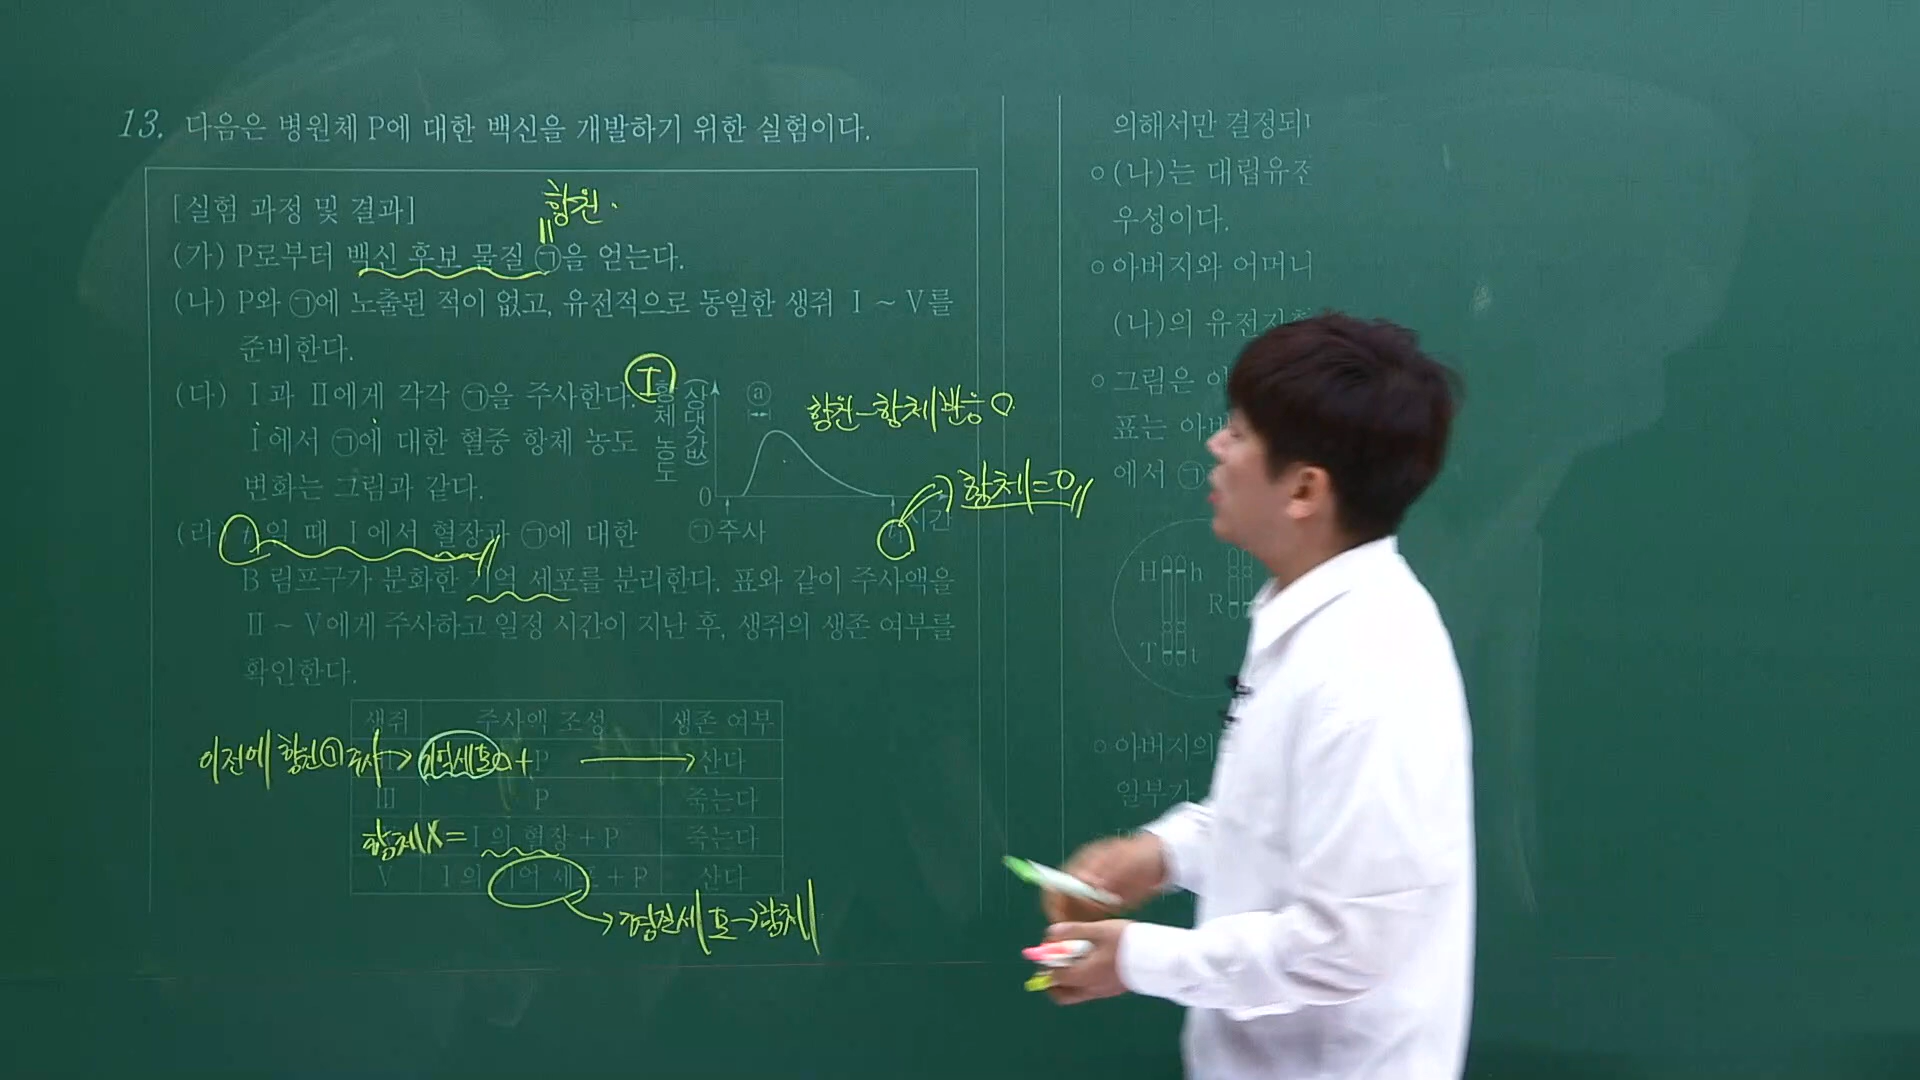 13. 다음은 병원체 P에 대한 백신을 개발하기 위한 실험이다.
[실험 과정 및 결과]
항원.
(가) P로부터 백신 후보 물질 ㉠을 얻는다.
(나) P와 ㉠에 노출된 적이 없고, 유전적으로 동일한 생쥐 Ⅰ ~ Ⅴ를
준비한다.
(다) Ⅰ과 Ⅱ에게 각각 ㉠을 주사한다.
Ⅰ에서 ㉠에 대한 혈중 항체 농도
변화는 그림과 같다.
Ⅰ
항체 농도
(상댓값)
ⓐ
항원-항체 반응 O
항체=0
0
㉠주사
시간
(라) 일 때 Ⅰ에서 혈장과 ㉠에 대한
B 림프구가 분화한 기억 세포를 분리한다. 표와 같이 주사액을
Ⅱ ~ Ⅴ에게 주사하고 일정 시간이 지난 후, 생쥐의 생존 여부를
확인한다.
생쥐 주사액 조성 생존 여부
이전에 항원㉠ 주사→ 기억세포 + P → 산다
Ⅲ P 죽는다
항체X = Ⅰ의 혈장 + P 죽는다
Ⅴ Ⅰ의 기억 세포 + P 산다
→ 형질세포→항체
의해서만 결정되
○ (나)는 대립유전
우성이다.
○ 아버지와 어머니
(나)의 유전자형
○ 그림은
표는
에서 ㉠
H h
R
T t
○ 아버지의
일부가